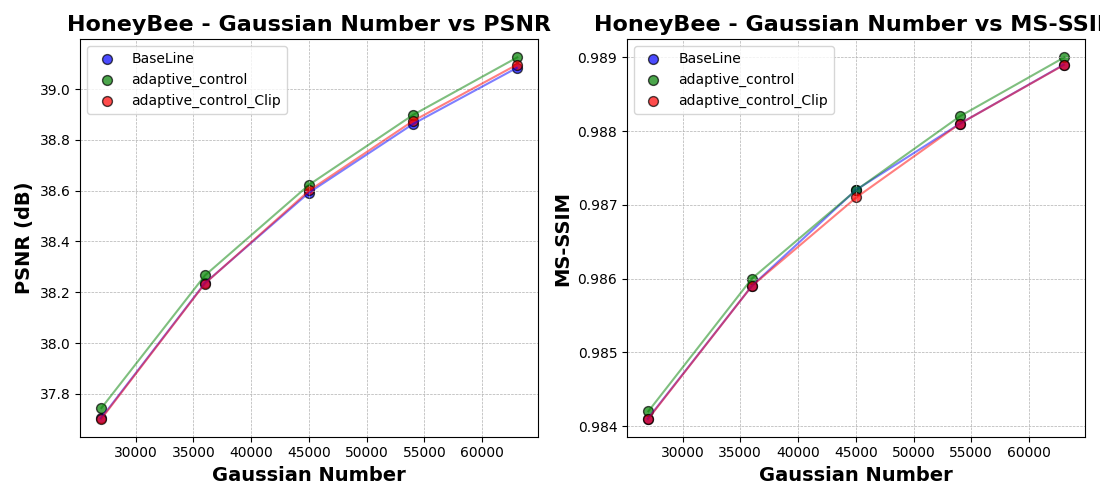 HoneyBee - Gaussian Number vs PSNR
BaseLine
adaptive_control
adaptive_control_Clip
39.0
38.8
38.6
38.4
38.2
38.0
37.8
PSNR (dB)
30000 35000 40000 45000 50000 55000 60000
Gaussian Number
HoneyBee - Gaussian Number vs MS-SSI
BaseLine
adaptive_control
adaptive_control_Clip
0.989
0.988
0.987
0.986
0.985
0.984
MS-SSIM
30000 35000 40000 45000 50000 55000 60000
Gaussian Number